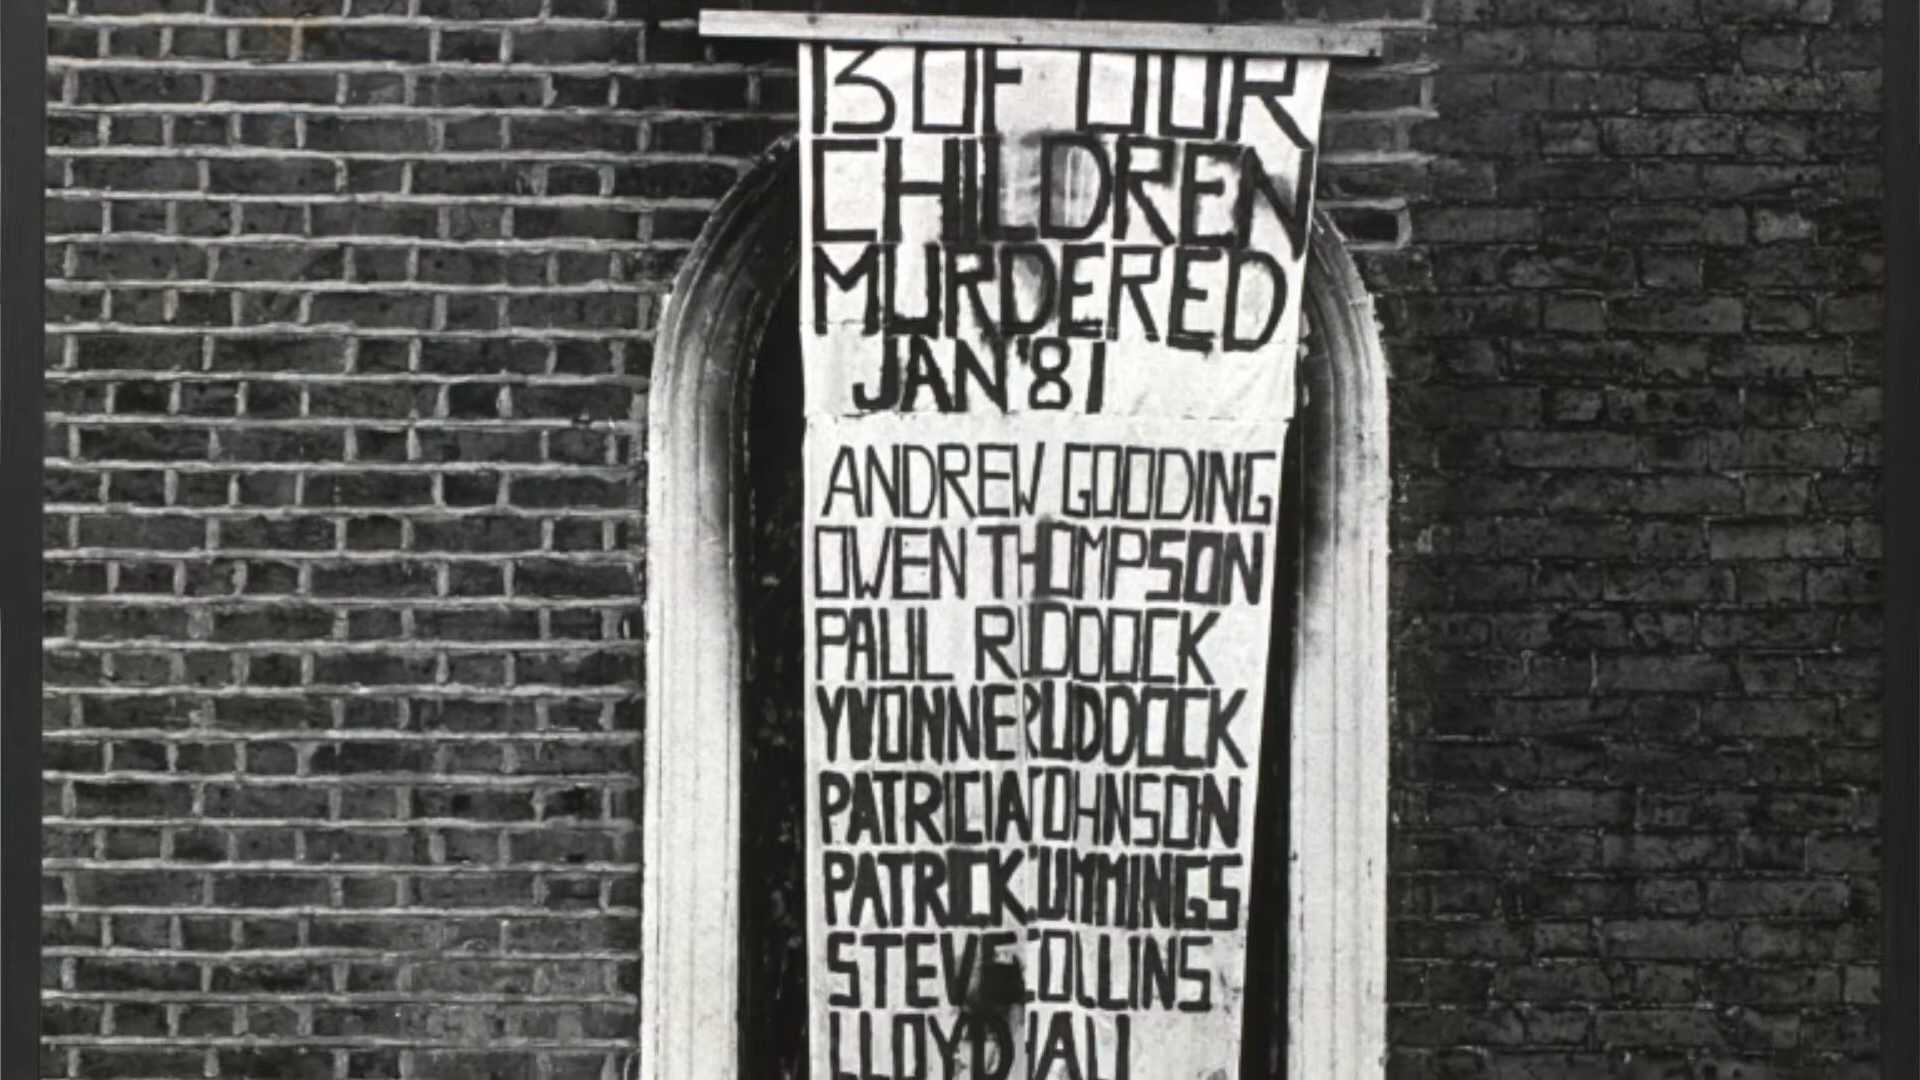 13 OF OUR
CHILDREN
MURDERED
JAN '81
ANDREW GOODING
OWEN THOMPSON
PAUL RUDDOCK
YVONNE RUDDOCK
PATRICIA JOHNSON
PATRICK CUMMINGS
STEVE COLLINS
LLOYD HALL